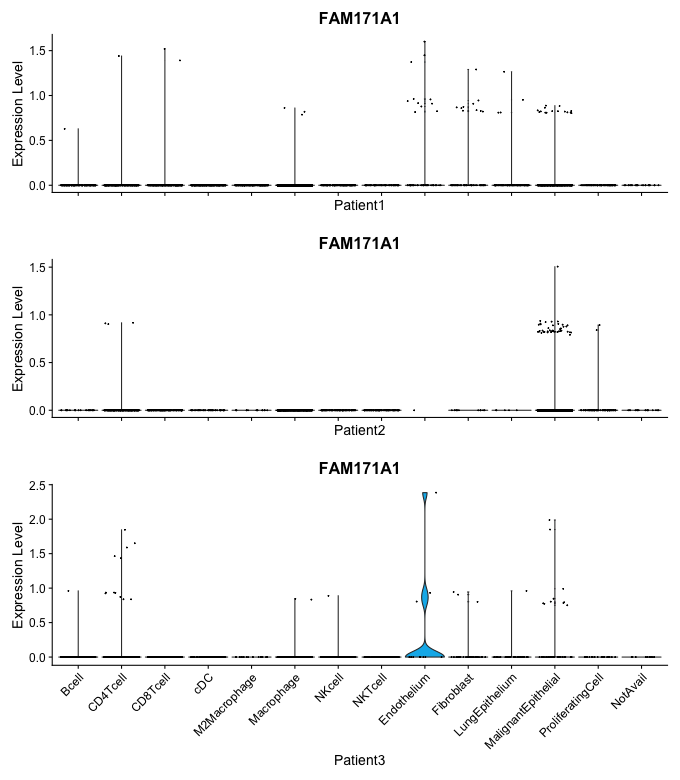 FAM171A1
Expression Level
1.5
1.0
0.5
0.0
Patient1
FAM171A1
Expression Level
1.5
1.0
0.5
0.0
Patient2
FAM171A1
Expression Level
2.5
2.0
1.5
1.0
0.5
0.0
Bcell
CD4Tcell
CD8Tcell
cDC
M2Macrophage
Macrophage
NKcell
NKTcell
Endothelium
Fibroblast
LungEpithelium
MalignantEpithelial
ProliferatingCell
NotAvail
Patient3